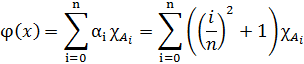 φ(x) = ∑_{i=0}^{n} α_i χ_{A_i} = ∑_{i=0}^{n} ((i/n)^2 + 1) χ_{A_i}